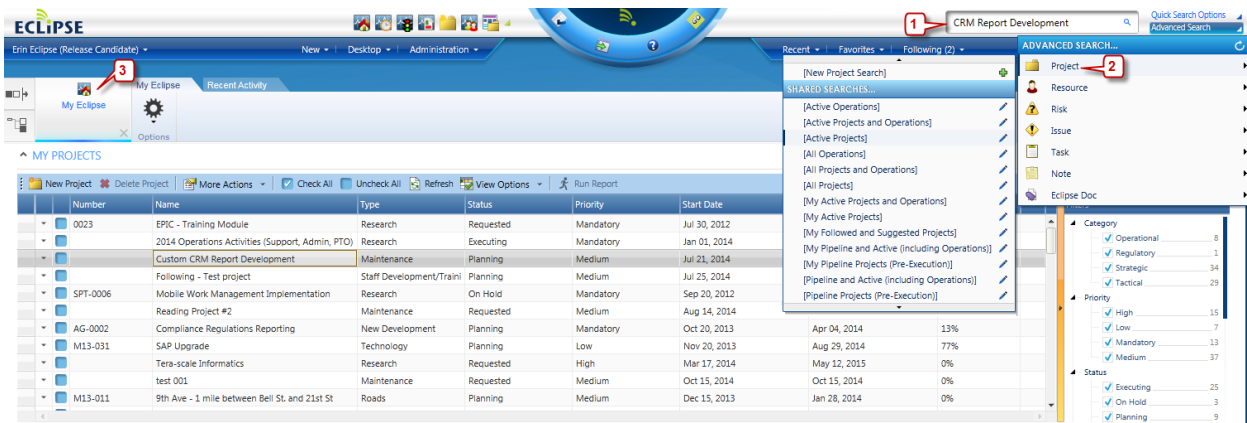 ECLiPSE
1
CRM Report Development
Quick Search Options
Advanced Search
Erin Eclipse (Release Candidate)
New
Desktop
Administration
?
Recent
Favorites
Following (2)
ADVANCED SEARCH...
Project
2
Resource
Risk
Issue
Task
Note
Eclipse Doc
[New Project Search]
SHARED SEARCHES...
[Active Operations]
[Active Projects and Operations]
[Active Projects]
[All Operations]
[All Projects and Operations]
[All Projects]
[My Active Projects and Operations]
[My Active Projects]
[My Followed and Suggested Projects]
[My Pipeline and Active (including Operations)]
[My Pipeline Projects (Pre-Execution)]
[Pipeline and Active (including Operations)]
[Pipeline Projects (Pre-Execution)]
3
My Eclipse
My Eclipse
Recent Activity
Options
MY PROJECTS
New Project Delete Project More Actions Check All Uncheck All Refresh View Options Run Report
Number Name Type Status Priority Start Date
0023 EPIC - Training Module Research Requested Mandatory Jul 30, 2012
2014 Operations Activities (Support, Admin, PTO) Research Executing Mandatory Jan 01, 2014
Custom CRM Report Development Maintenance Planning Medium Jul 21, 2014
Following - Test project Staff Development/Traini Planning Medium Jul 25, 2014
SPT-0006 Mobile Work Management Implementation Research On Hold Mandatory Sep 20, 2012
Reading Project #2 Maintenance Requested Medium Aug 14, 2014
AG-0002 Compliance Regulations Reporting New Development Planning Mandatory Oct 20, 2013 Apr 04, 2014 13%
M13-031 SAP Upgrade Technology Planning Low Nov 20, 2013 Aug 29, 2014 77%
Tera-scale Informatics Research Requested High Mar 17, 2014 May 12, 2015 0%
test 001 Maintenance Requested Medium Oct 15, 2014 Oct 15, 2014 0%
M13-011 9th Ave - 1 mile between Bell St. and 21st St Roads Planning Medium Dec 15, 2013 Jan 28, 2014 0%
Category
Operational 8
Regulatory 1
Strategic 34
Tactical 29
Priority
High 15
Low 7
Mandatory 13
Medium 37
Status
Executing 25
On Hold 3
Planning 9